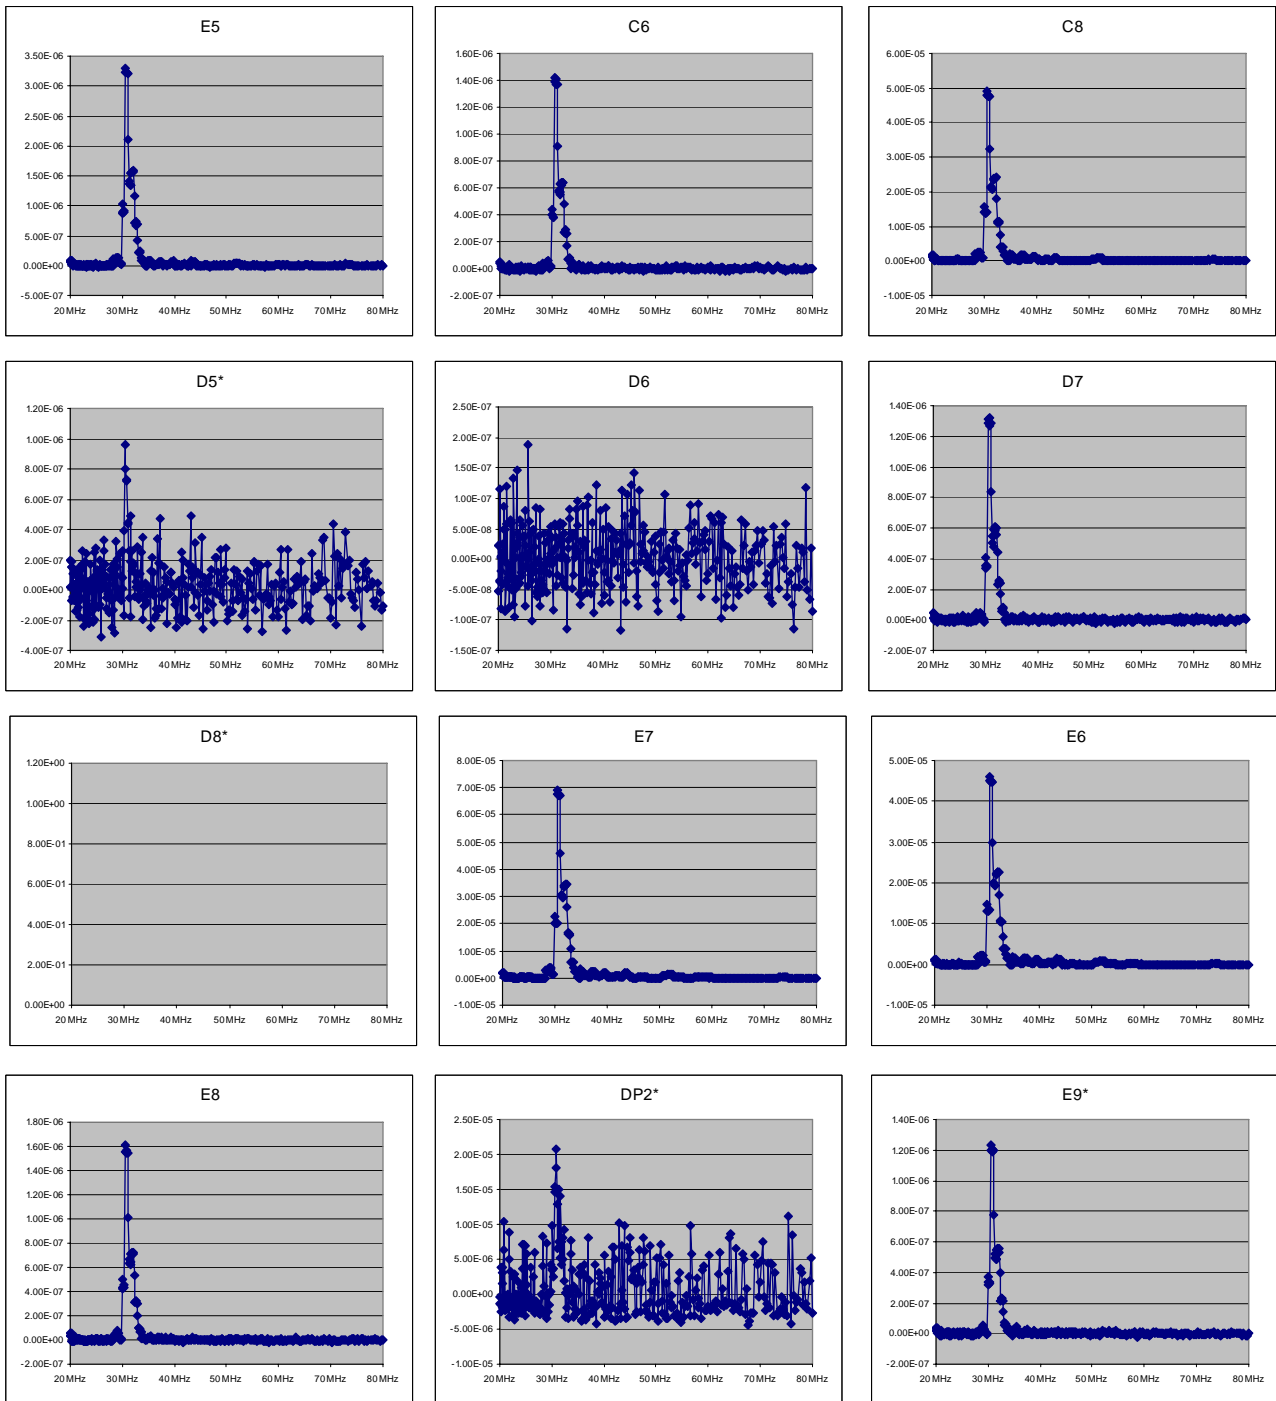 E5
3.50E-06
3.00E-06
2.50E-06
2.00E-06
1.50E-06
1.00E-06
5.00E-07
0.00E+00
-5.00E-07
20 MHz 30 MHz 40 MHz 50 MHz 60 MHz 70 MHz 80 MHz
C6
1.60E-06
1.40E-06
1.20E-06
1.00E-06
8.00E-07
6.00E-07
4.00E-07
2.00E-07
0.00E+00
-2.00E-07
20 MHz 30 MHz 40 MHz 50 MHz 60 MHz 70 MHz 80 MHz
C8
6.00E-05
5.00E-05
4.00E-05
3.00E-05
2.00E-05
1.00E-05
0.00E+00
-1.00E-05
20 MHz 30 MHz 40 MHz 50 MHz 60 MHz 70 MHz 80 MHz
D5*
1.20E-06
1.00E-06
8.00E-07
6.00E-07
4.00E-07
2.00E-07
0.00E+00
-2.00E-07
-4.00E-07
20 MHz 30 MHz 40 MHz 50 MHz 60 MHz 70 MHz 80 MHz
D6
2.50E-07
2.00E-07
1.50E-07
1.00E-07
5.00E-08
0.00E+00
-5.00E-08
-1.00E-07
-1.50E-07
20 MHz 30 MHz 40 MHz 50 MHz 60 MHz 70 MHz 80 MHz
D7
1.40E-06
1.20E-06
1.00E-06
8.00E-07
6.00E-07
4.00E-07
2.00E-07
0.00E+00
-2.00E-07
20 MHz 30 MHz 40 MHz 50 MHz 60 MHz 70 MHz 80 MHz
D8*
1.20E+00
1.00E+00
8.00E-01
6.00E-01
4.00E-01
2.00E-01
0.00E+00
20 MHz 30 MHz 40 MHz 50 MHz 60 MHz 70 MHz 80 MHz
E7
8.00E-05
7.00E-05
6.00E-05
5.00E-05
4.00E-05
3.00E-05
2.00E-05
1.00E-05
0.00E+00
-1.00E-05
20 MHz 30 MHz 40 MHz 50 MHz 60 MHz 70 MHz 80 MHz
E6
5.00E-05
4.00E-05
3.00E-05
2.00E-05
1.00E-05
0.00E+00
-1.00E-05
20 MHz 30 MHz 40 MHz 50 MHz 60 MHz 70 MHz 80 MHz
E8
1.80E-06
1.60E-06
1.40E-06
1.20E-06
1.00E-06
8.00E-07
6.00E-07
4.00E-07
2.00E-07
0.00E+00
-2.00E-07
20 MHz 30 MHz 40 MHz 50 MHz 60 MHz 70 MHz 80 MHz
DP2*
2.50E-05
2.00E-05
1.50E-05
1.00E-05
5.00E-06
0.00E+00
-5.00E-06
-1.00E-05
20 MHz 30 MHz 40 MHz 50 MHz 60 MHz 70 MHz 80 MHz
E9*
1.40E-06
1.20E-06
1.00E-06
8.00E-07
6.00E-07
4.00E-07
2.00E-07
0.00E+00
-2.00E-07
20 MHz 30 MHz 40 MHz 50 MHz 60 MHz 70 MHz 80 MHz